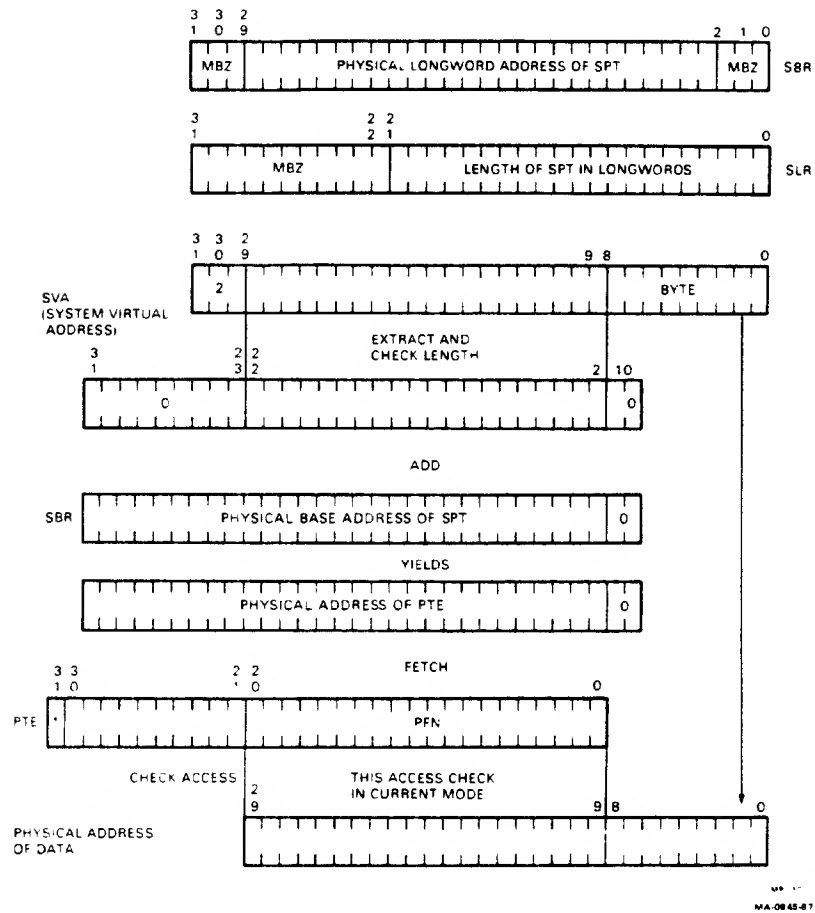 3 3 2
1 0 9 2 1 0
MBZ PHYSICAL LONGWORD ADDRESS OF SPT MBZ SBR
3 2 2
1 2 1 0
MBZ LENGTH OF SPT IN LONGWORDS SLR
3 3 2
1 0 9 9 8 0
2 BYTE
SVA
(SYSTEM VIRTUAL
ADDRESS)
EXTRACT AND
CHECK LENGTH
3 2 2
1 3 2 2 10
0 0
ADD
SBR PHYSICAL BASE ADDRESS OF SPT 0
YIELDS
PHYSICAL ADDRESS OF PTE 0
FETCH
3 3 2 2
1 0 1 0 0
PTE PFN
CHECK ACCESS
THIS ACCESS CHECK
IN CURRENT MODE
2
9 9 8 0
PHYSICAL ADDRESS
OF DATA
MA-0845-87